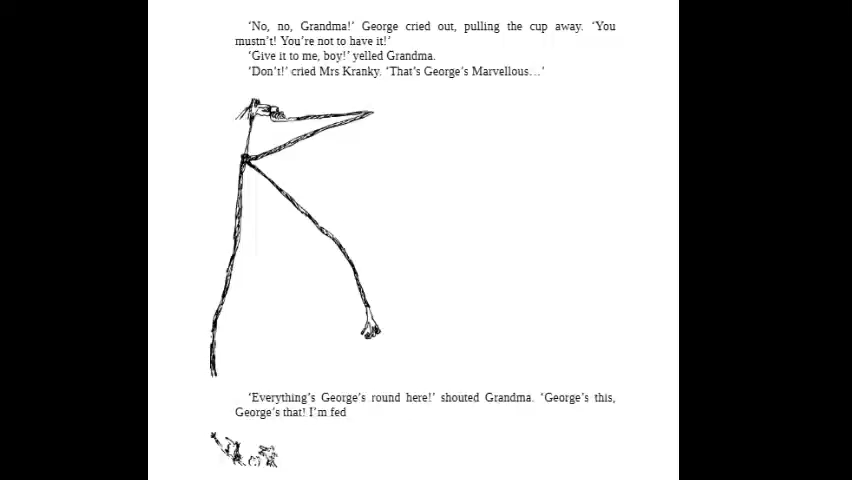 ‘No, no, Grandma!’ George cried out, pulling the cup away. ‘You
mustn’t! You’re not to have it!’
‘Give it to me, boy!’ yelled Grandma.
‘Don’t!’ cried Mrs Kranky. ‘That’s George’s Marvellous…’
‘Everything’s George’s round here!’ shouted Grandma. ‘George’s this,
George’s that! I’m fed